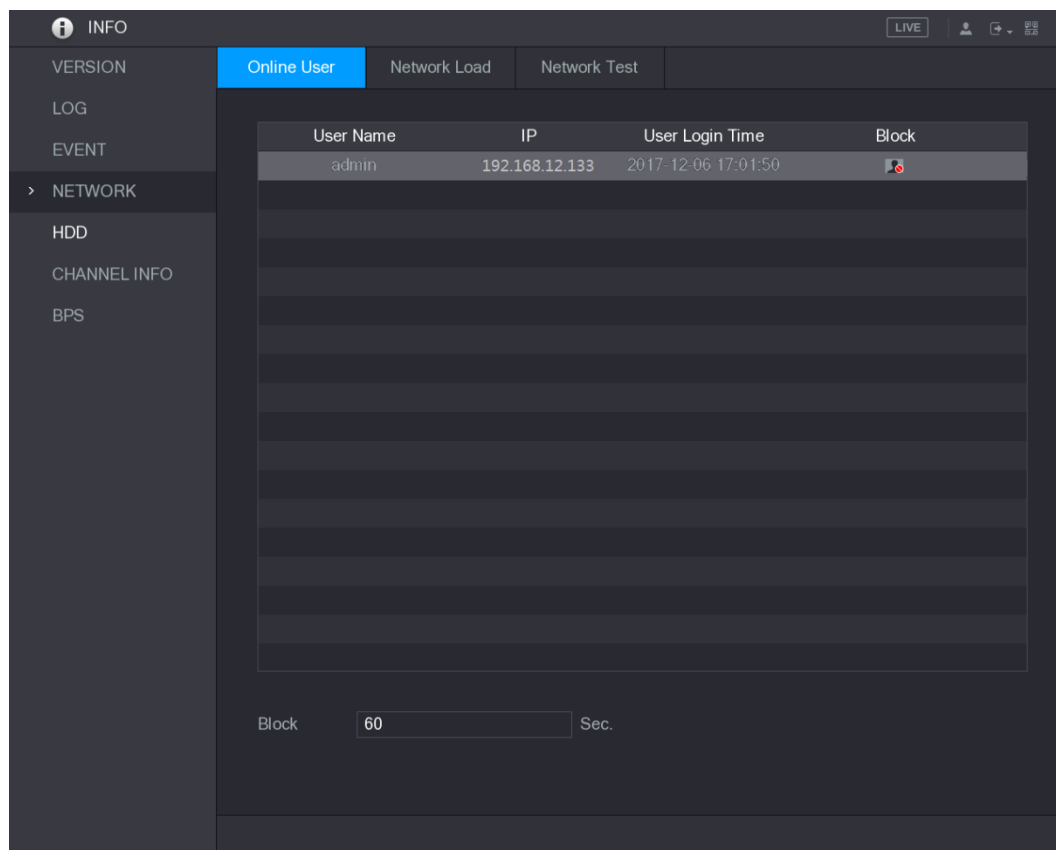 INFO LIVE
VERSION
LOG
EVENT
NETWORK
HDD
CHANNEL INFO
BPS
Online User Network Load Network Test
User Name IP User Login Time Block
admin 192.168.12.133 2017-12-06 17:01:50
Block 60 Sec.